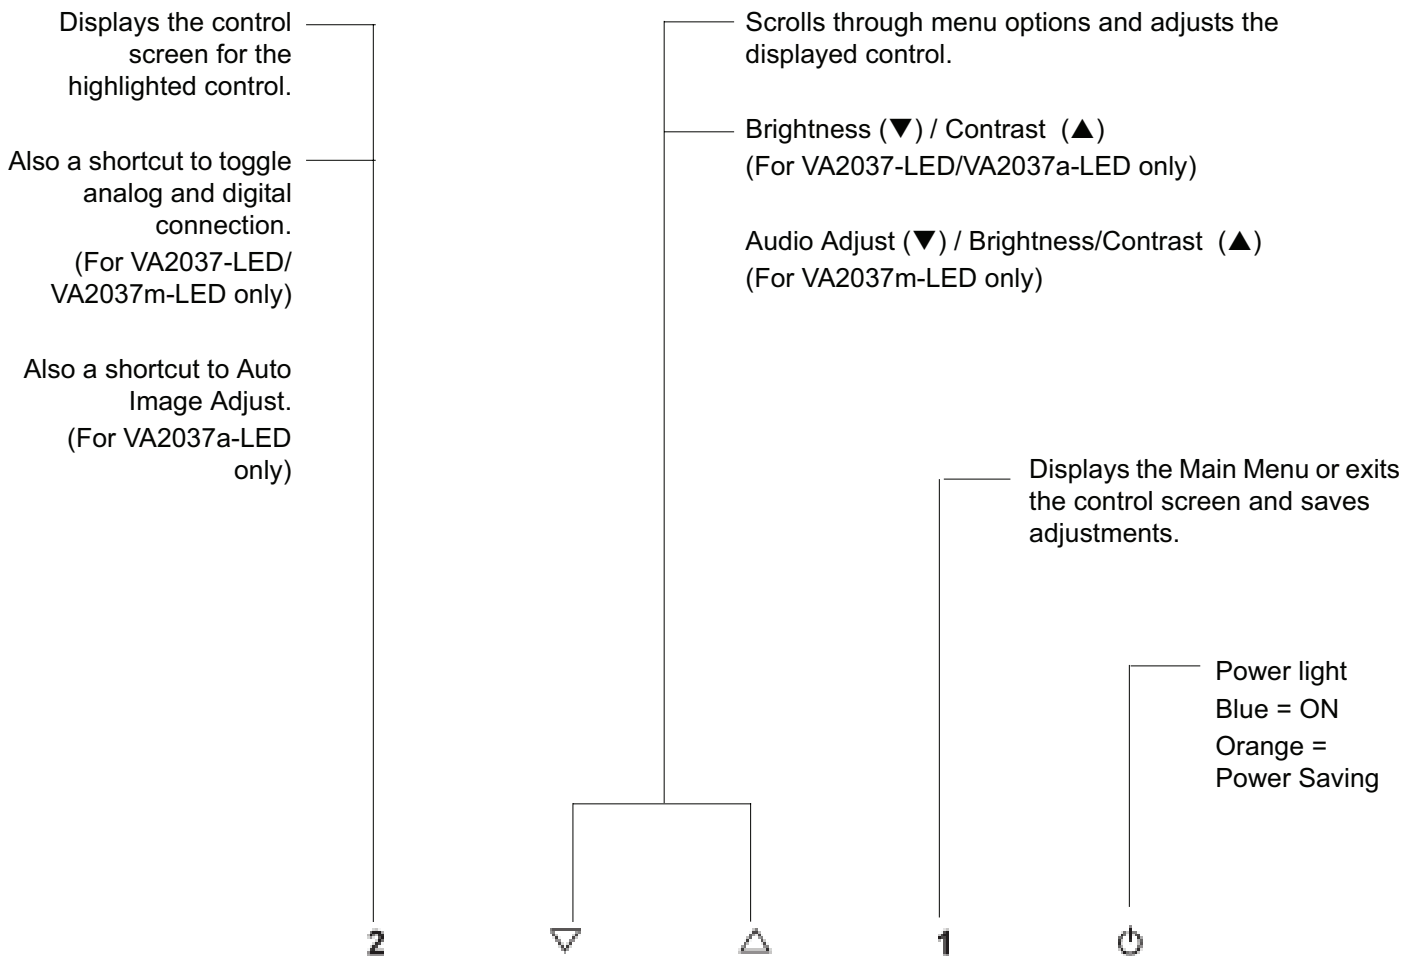 Displays the control
screen for the
highlighted control.
Also a shortcut to toggle
analog and digital
connection.
(For VA2037-LED/
VA2037m-LED only)
Also a shortcut to Auto
Image Adjust.
(For VA2037a-LED
only)
Scrolls through menu options and adjusts the
displayed control.
Brightness (▼) / Contrast (▲)
(For VA2037-LED/VA2037a-LED only)
Audio Adjust (▼) / Brightness/Contrast (▲)
(For VA2037m-LED only)
Displays the Main Menu or exits
the control screen and saves
adjustments.
Power light
Blue = ON
Orange =
Power Saving
2 ▽ △ 1 ⏻